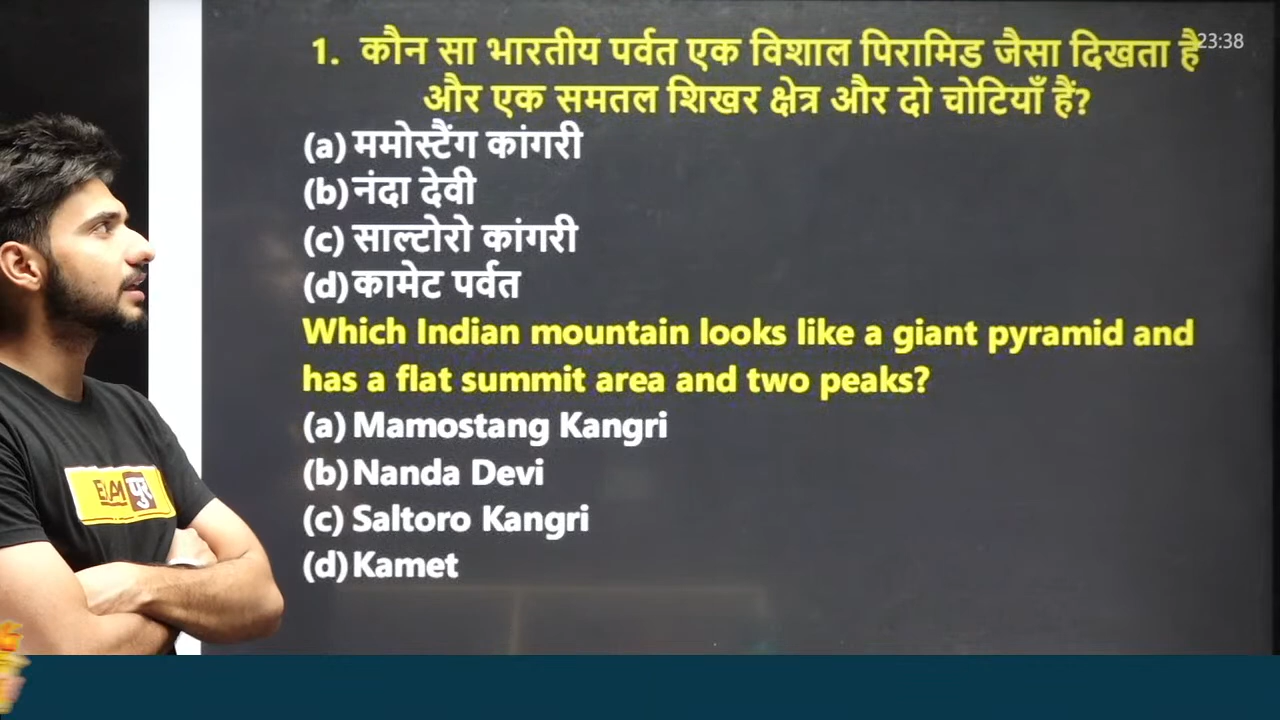 23:38
1. कौन सा भारतीय पर्वत एक विशाल पिरामिड जैसा दिखता है
और एक समतल शिखर क्षेत्र और दो चोटियाँ हैं?
(a) ममोस्टैंग कांगरी
(b) नंदा देवी
(c) साल्टोरो कांगरी
(d) कामेट पर्वत
Which Indian mountain looks like a giant pyramid and
has a flat summit area and two peaks?
(a) Mamostang Kangri
(b) Nanda Devi
(c) Saltoro Kangri
(d) Kamet